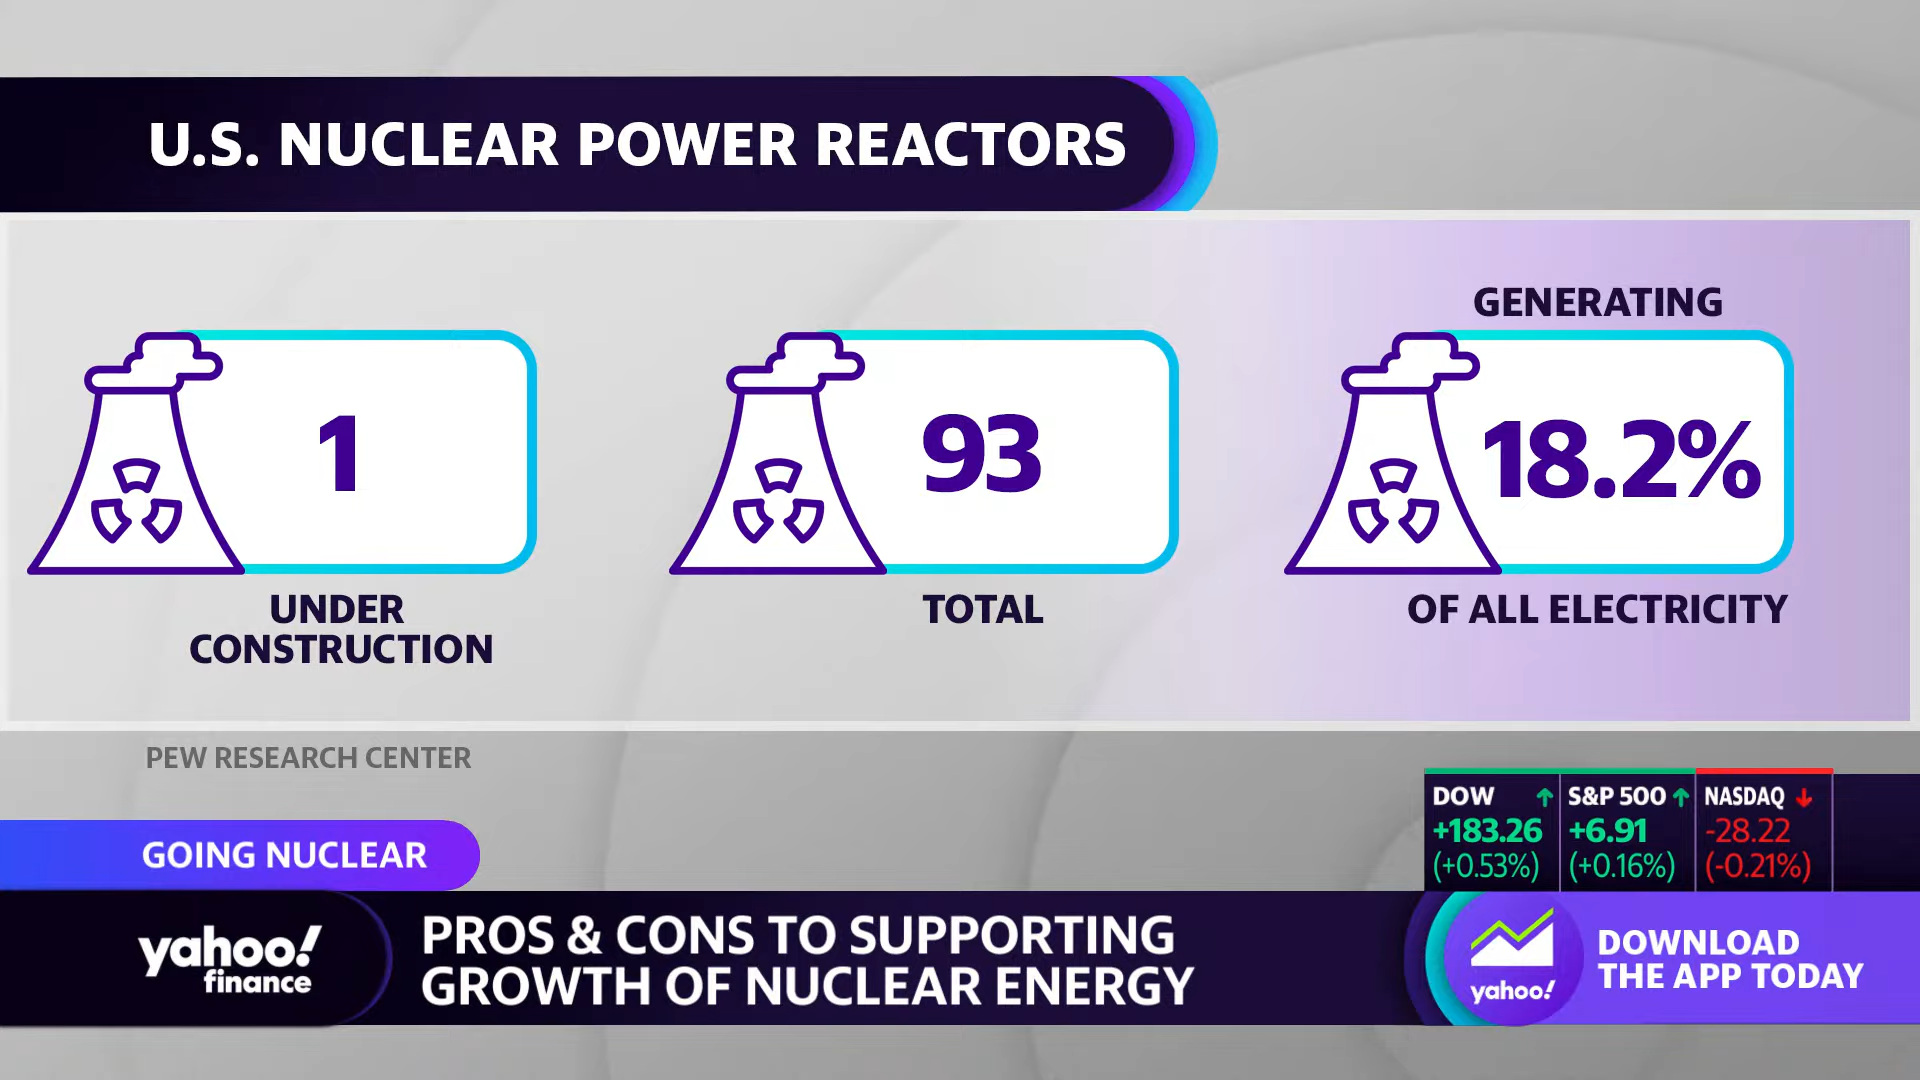 U.S. NUCLEAR POWER REACTORS
1
UNDER
CONSTRUCTION
93
TOTAL
GENERATING
18.2%
OF ALL ELECTRICITY
PEW RESEARCH CENTER
DOW
+183.26
(+0.53%)
S&P 500
+6.91
(+0.16%)
NASDAQ
-28.22
(-0.21%)
GOING NUCLEAR
yahoo!
finance
PROS & CONS TO SUPPORTING
GROWTH OF NUCLEAR ENERGY
yahoo!
DOWNLOAD
THE APP TODAY